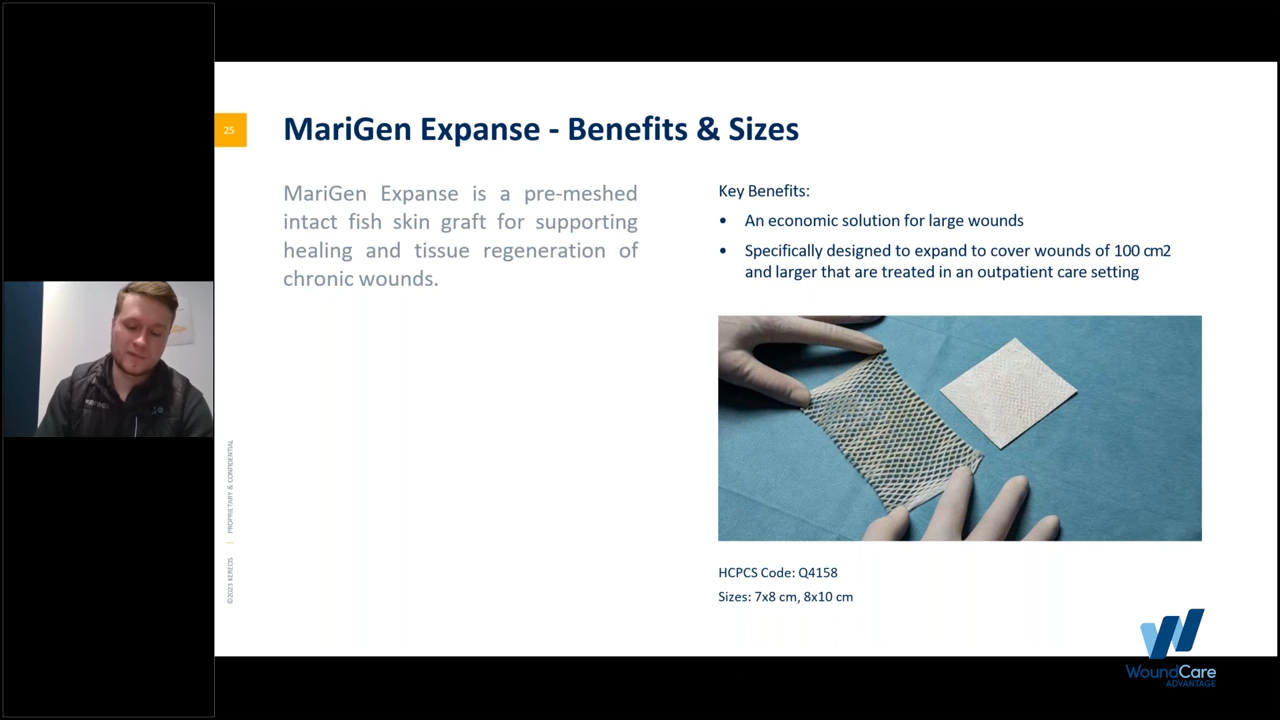 25
MariGen Expanse - Benefits & Sizes
MariGen Expanse is a pre-meshed
intact fish skin graft for supporting
healing and tissue regeneration of
chronic wounds.
Key Benefits:
• An economic solution for large wounds
• Specifically designed to expand to cover wounds of 100 cm2
and larger that are treated in an outpatient care setting
HCPCS Code: Q4158
Sizes: 7x8 cm, 8x10 cm
©2023 KERECIS | PROPRIETARY & CONFIDENTIAL
WoundCare
ADVANTAGE